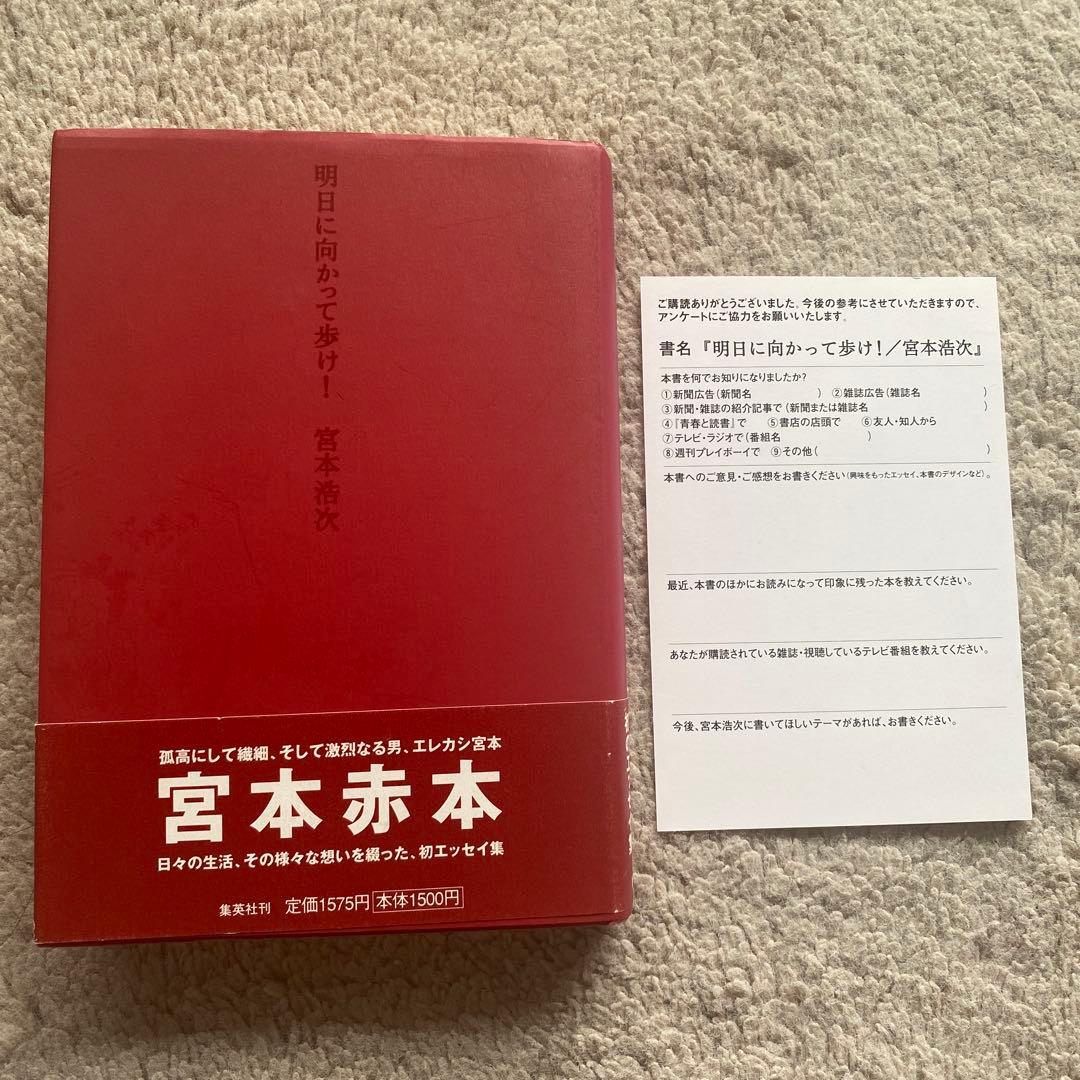 明日に向かって歩け! 宮本浩次
孤高にして繊細、そして激烈なる男、エレカシ宮本
宮本赤本
日々の生活、その様々な想いを綴った、初エッセイ集
集英社刊 定価1575円 本体1500円
ご購読ありがとうございました。今後の参考にさせていただきますので、
アンケートにご協力をお願いいたします。
書名『明日に向かって歩け!/宮本浩次』
本書を何でお知りになりましたか?
①新聞広告(新聞名 ) ②雑誌広告(雑誌名 )
③新聞・雑誌の紹介記事で(新聞または雑誌名 )
④『青春と読書』で ⑤書店の店頭で ⑥友人・知人から
⑦テレビ・ラジオで(番組名 )
⑧週刊プレイボーイで ⑨その他( )
本書へのご意見・ご感想をお書きください(興味をもったエッセイ、本書のデザインなど)。
最近、本書のほかにお読みになって印象に残った本を教えてください。
あなたが購読されている雑誌・視聴しているテレビ番組を教えてください。
今後、宮本浩次に書いてほしいテーマがあれば、お書きください。